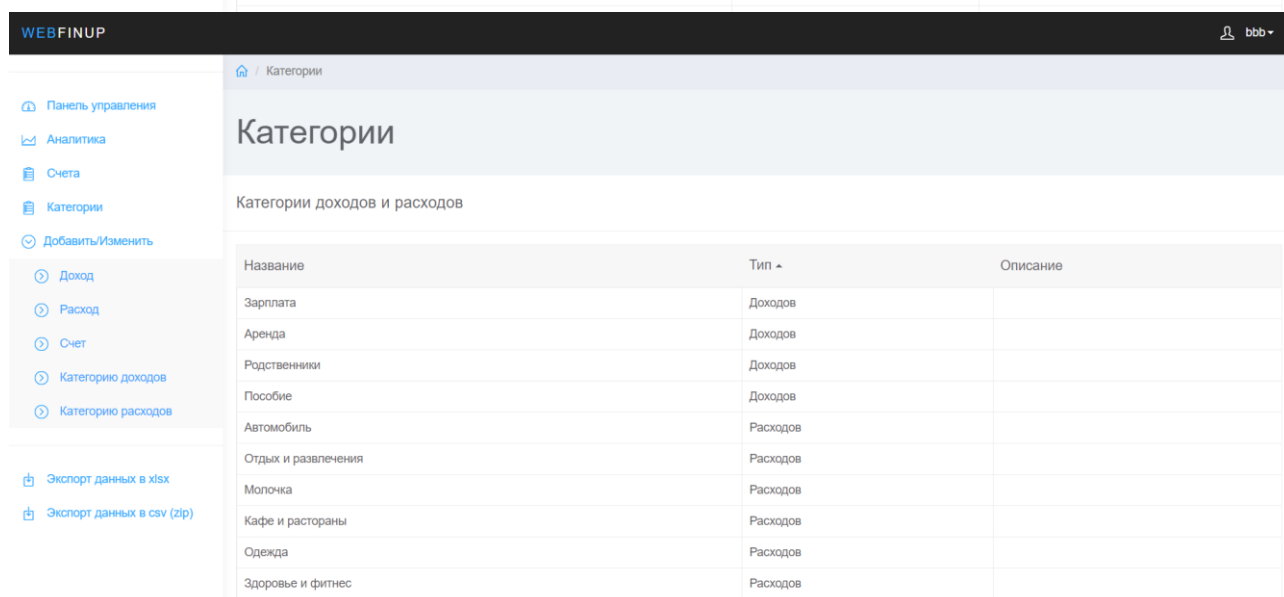 WEBFINUP
bbb
/ Категории
Панель управления
Аналитика
Счета
Категории
Добавить/Изменить
Доход
Расход
Счет
Категорию доходов
Категорию расходов
Экспорт данных в xlsx
Экспорт данных в csv (zip)
Категории
Категории доходов и расходов
Название Тип Описание
Зарплата Доходов
Аренда Доходов
Родственники Доходов
Пособие Доходов
Автомобиль Расходов
Отдых и развлечения Расходов
Молочка Расходов
Кафе и рестораны Расходов
Одежда Расходов
Здоровье и фитнес Расходов